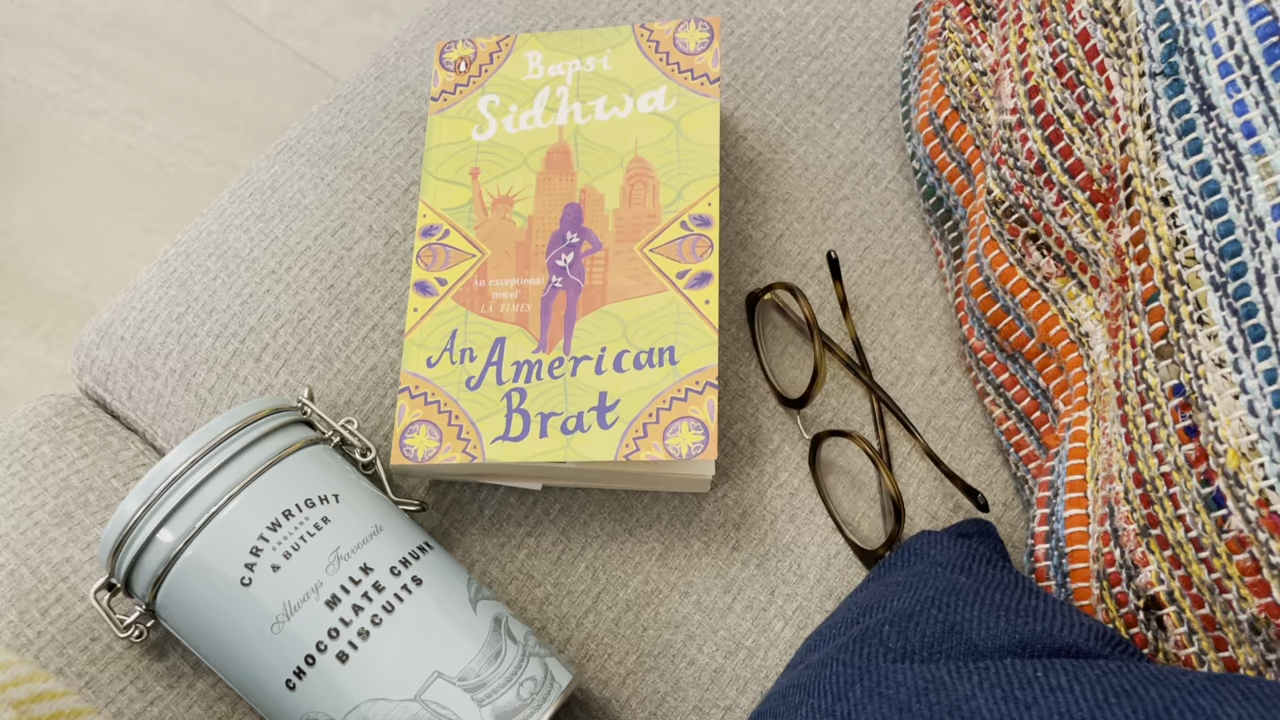 Bapsi
Sidhwa
An exceptional
novel
LA TIMES
An American
Brat
CARTWRIGHT
ENGLAND
& BUTLER
Always Favourite
MILK
CHOCOLATE CHUNK
BISCUITS